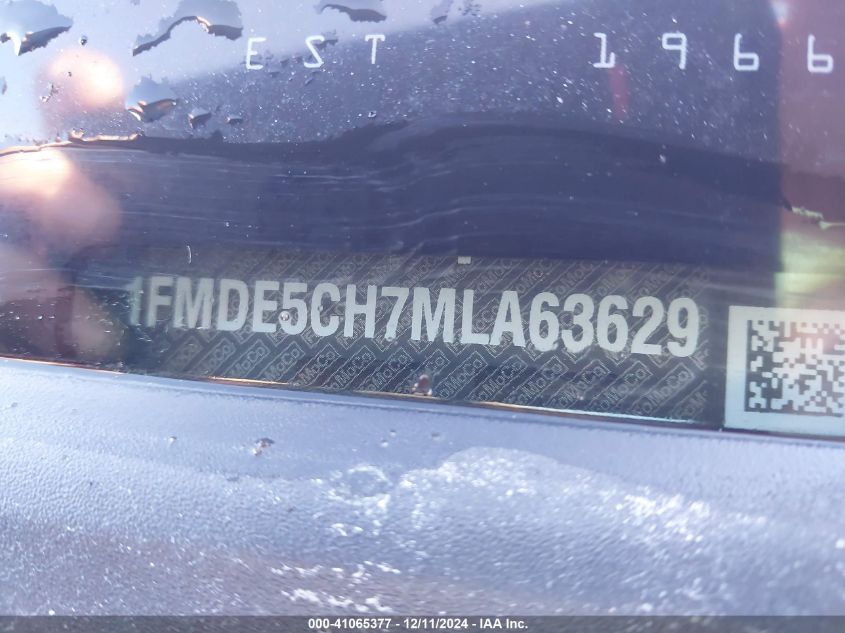 EST 1966
1FMDE5CH7MLA63629
000-41065377 - 12/11/2024 - IAA Inc.